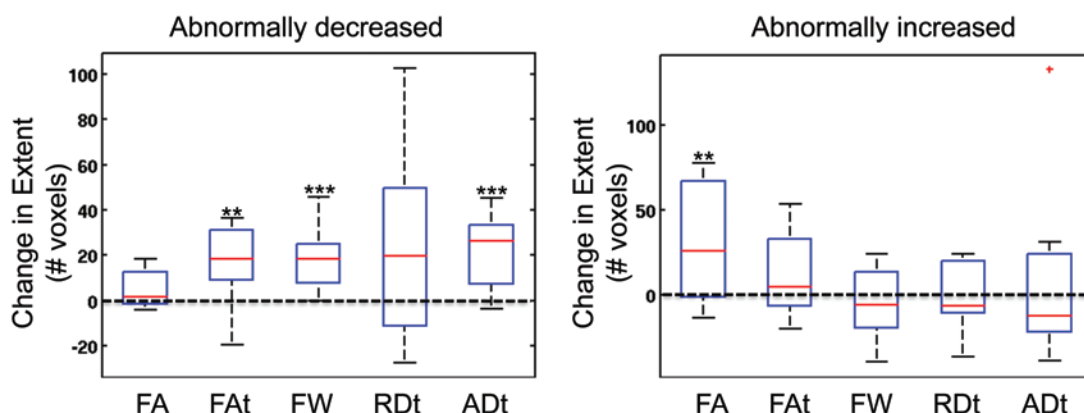 Abnormally decreased
Change in Extent
(# voxels)
100
80
60
40
20
0
-20
**
***
***
FA FAt FW RDt ADt
Abnormally increased
Change in Extent
(# voxels)
100
50
0
**
FA FAt FW RDt ADt